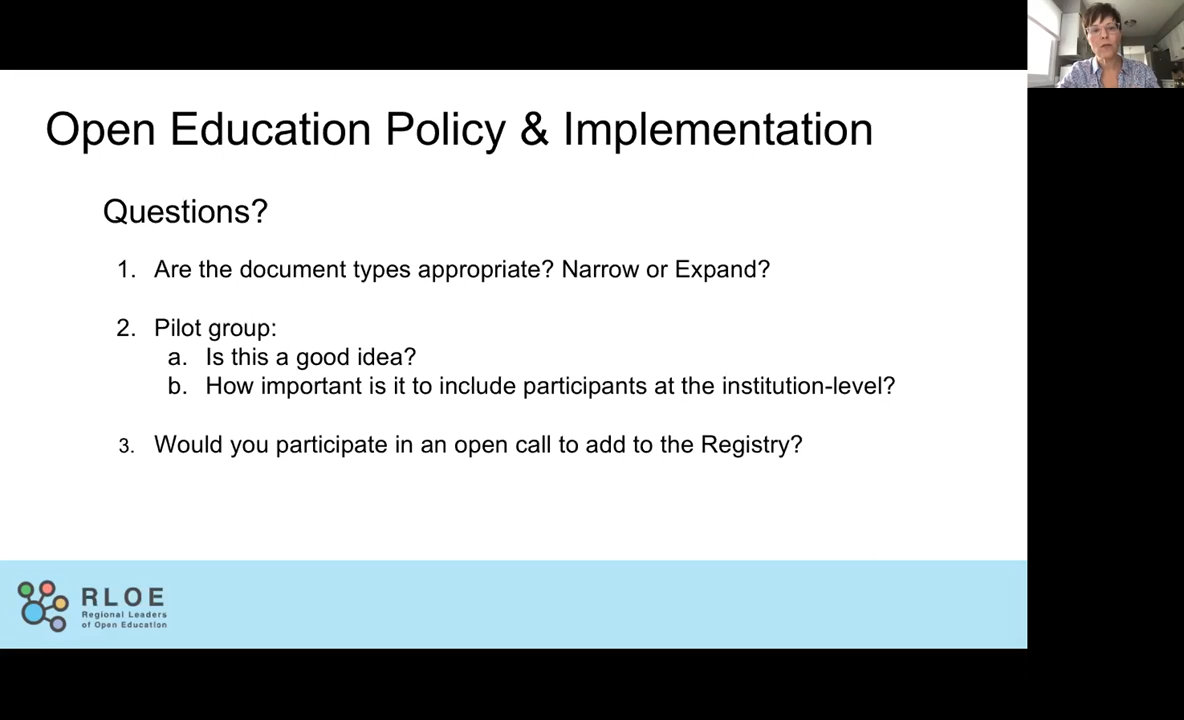 Open Education Policy & Implementation
Questions?
1. Are the document types appropriate? Narrow or Expand?
2. Pilot group:
a. Is this a good idea?
b. How important is it to include participants at the institution-level?
3. Would you participate in an open call to add to the Registry?
RLOE
Regional Leaders
of Open Education